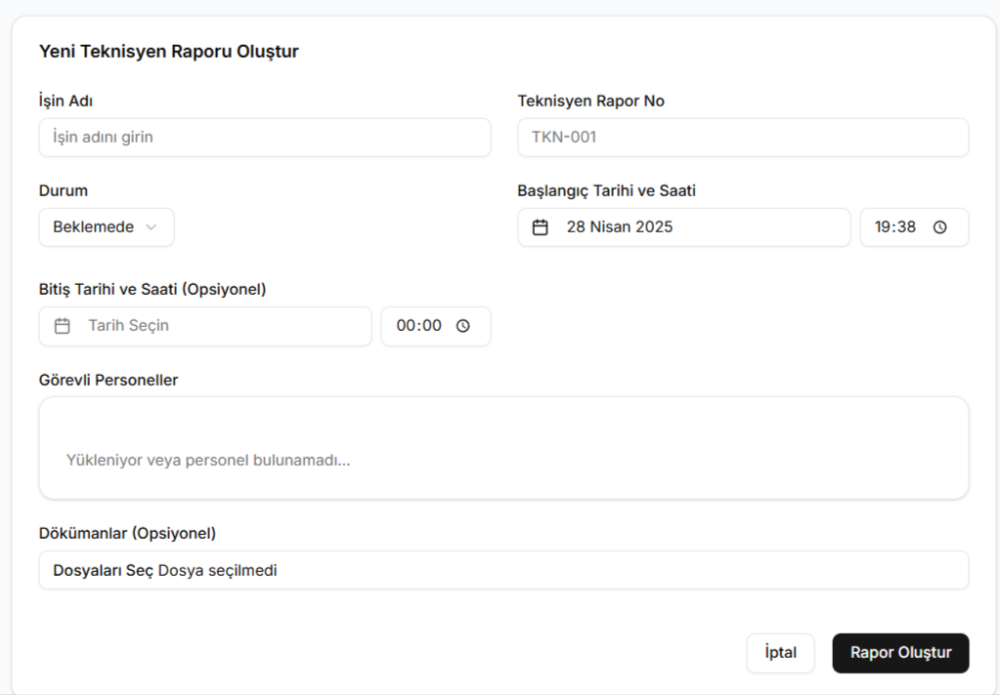 Yeni Teknisyen Raporu Oluştur
İşin Adı
Teknisyen Rapor No
İşin adını girin
TKN-001
Durum
Başlangıç Tarihi ve Saati
Beklemede
28 Nisan 2025
19:38
Bitiş Tarihi ve Saati (Opsiyonel)
Tarih Seçin
00:00
Görevli Personeller
Yükleniyor veya personel bulunamadı...
Dökümanlar (Opsiyonel)
Dosyaları Seç Dosya seçilmedi
İptal
Rapor Oluştur